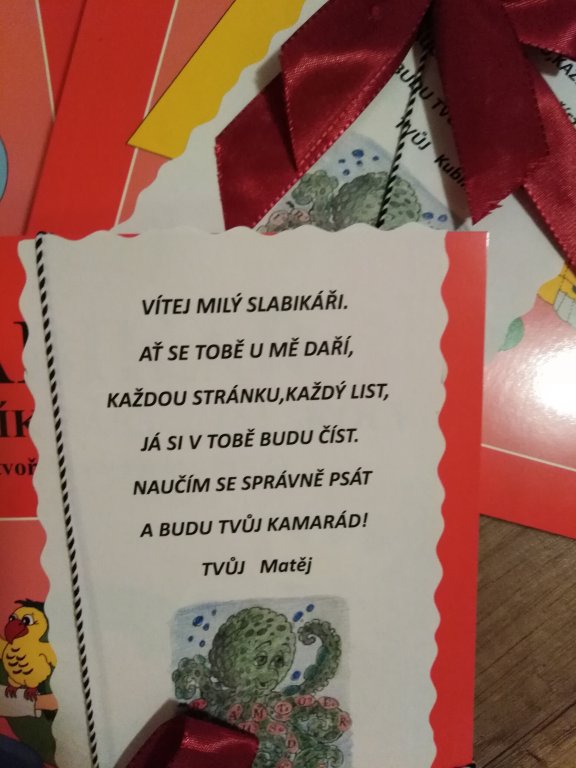 VÍTEJ MILÝ SLABIKÁŘI.
AŤ SE TOBĚ U MĚ DAŘÍ,
KAŽDOU STRÁNKU,KAŽDÝ LIST,
JÁ SI V TOBĚ BUDU ČÍST.
NAUČÍM SE SPRÁVNĚ PSÁT
A BUDU TVŮJ KAMARÁD!
TVŮJ Matěj
BUDU
TVŮJ